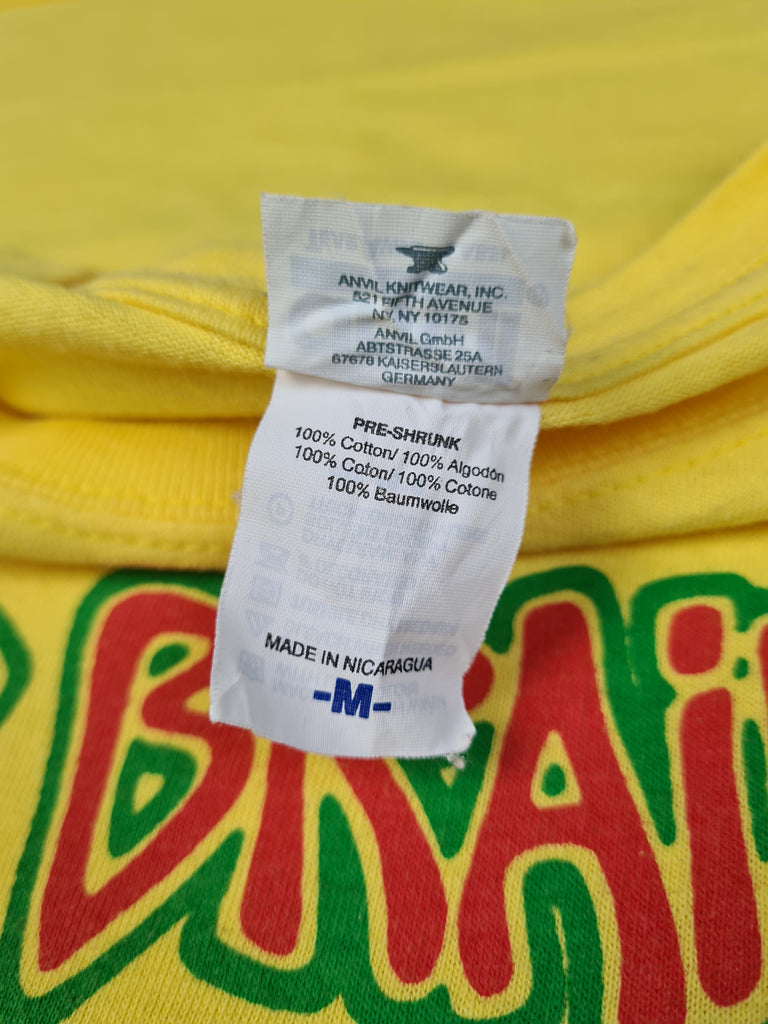 ANVIL KNITWEAR, INC.
521 FIFTH AVENUE
NY, NY 10175
ANVIL GmbH
ABTSTRASSE 25A
67678 KAISERSLAUTERN
GERMANY
PRE-SHRUNK
100% Cotton/ 100% Algodón
100% Coton/ 100% Cotone
100% Baumwolle
MADE IN NICARAGUA
-M-
BRAi